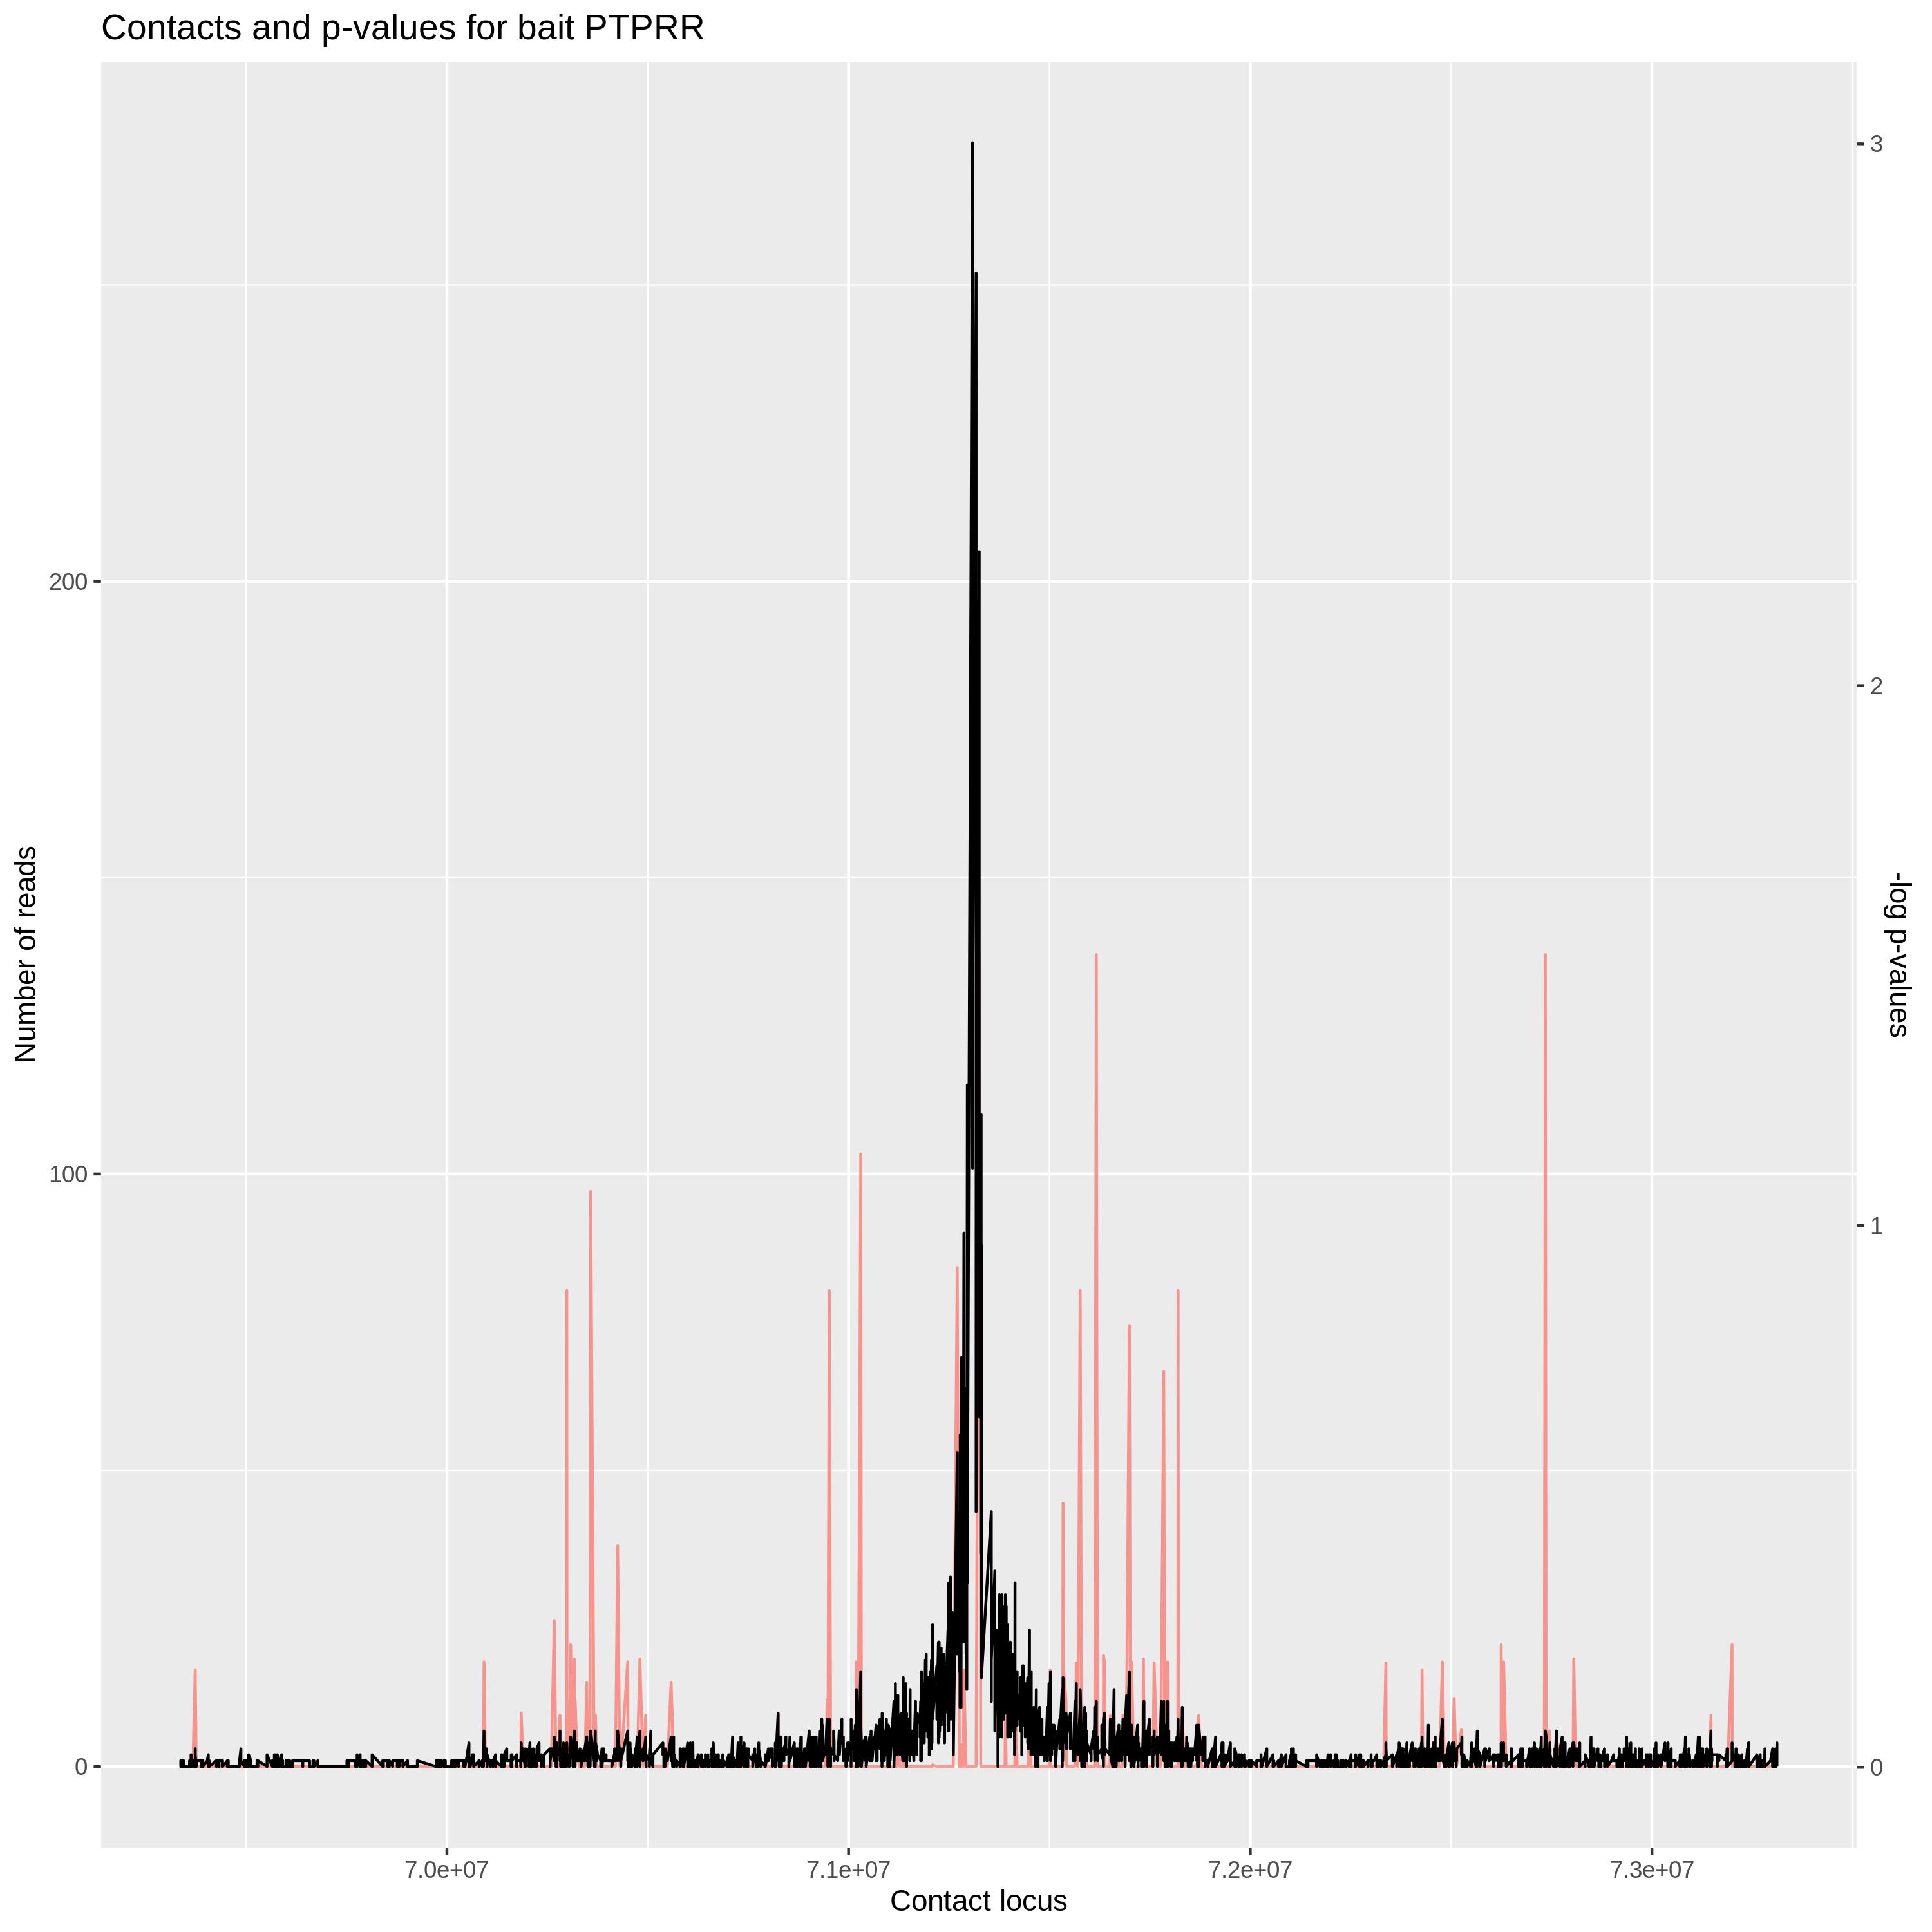 Contacts and p-values for bait PTPRR
Number of reads
200
100
0
3
2
1
0
-log p-values
7.0e+07
7.1e+07
7.2e+07
7.3e+07
Contact locus